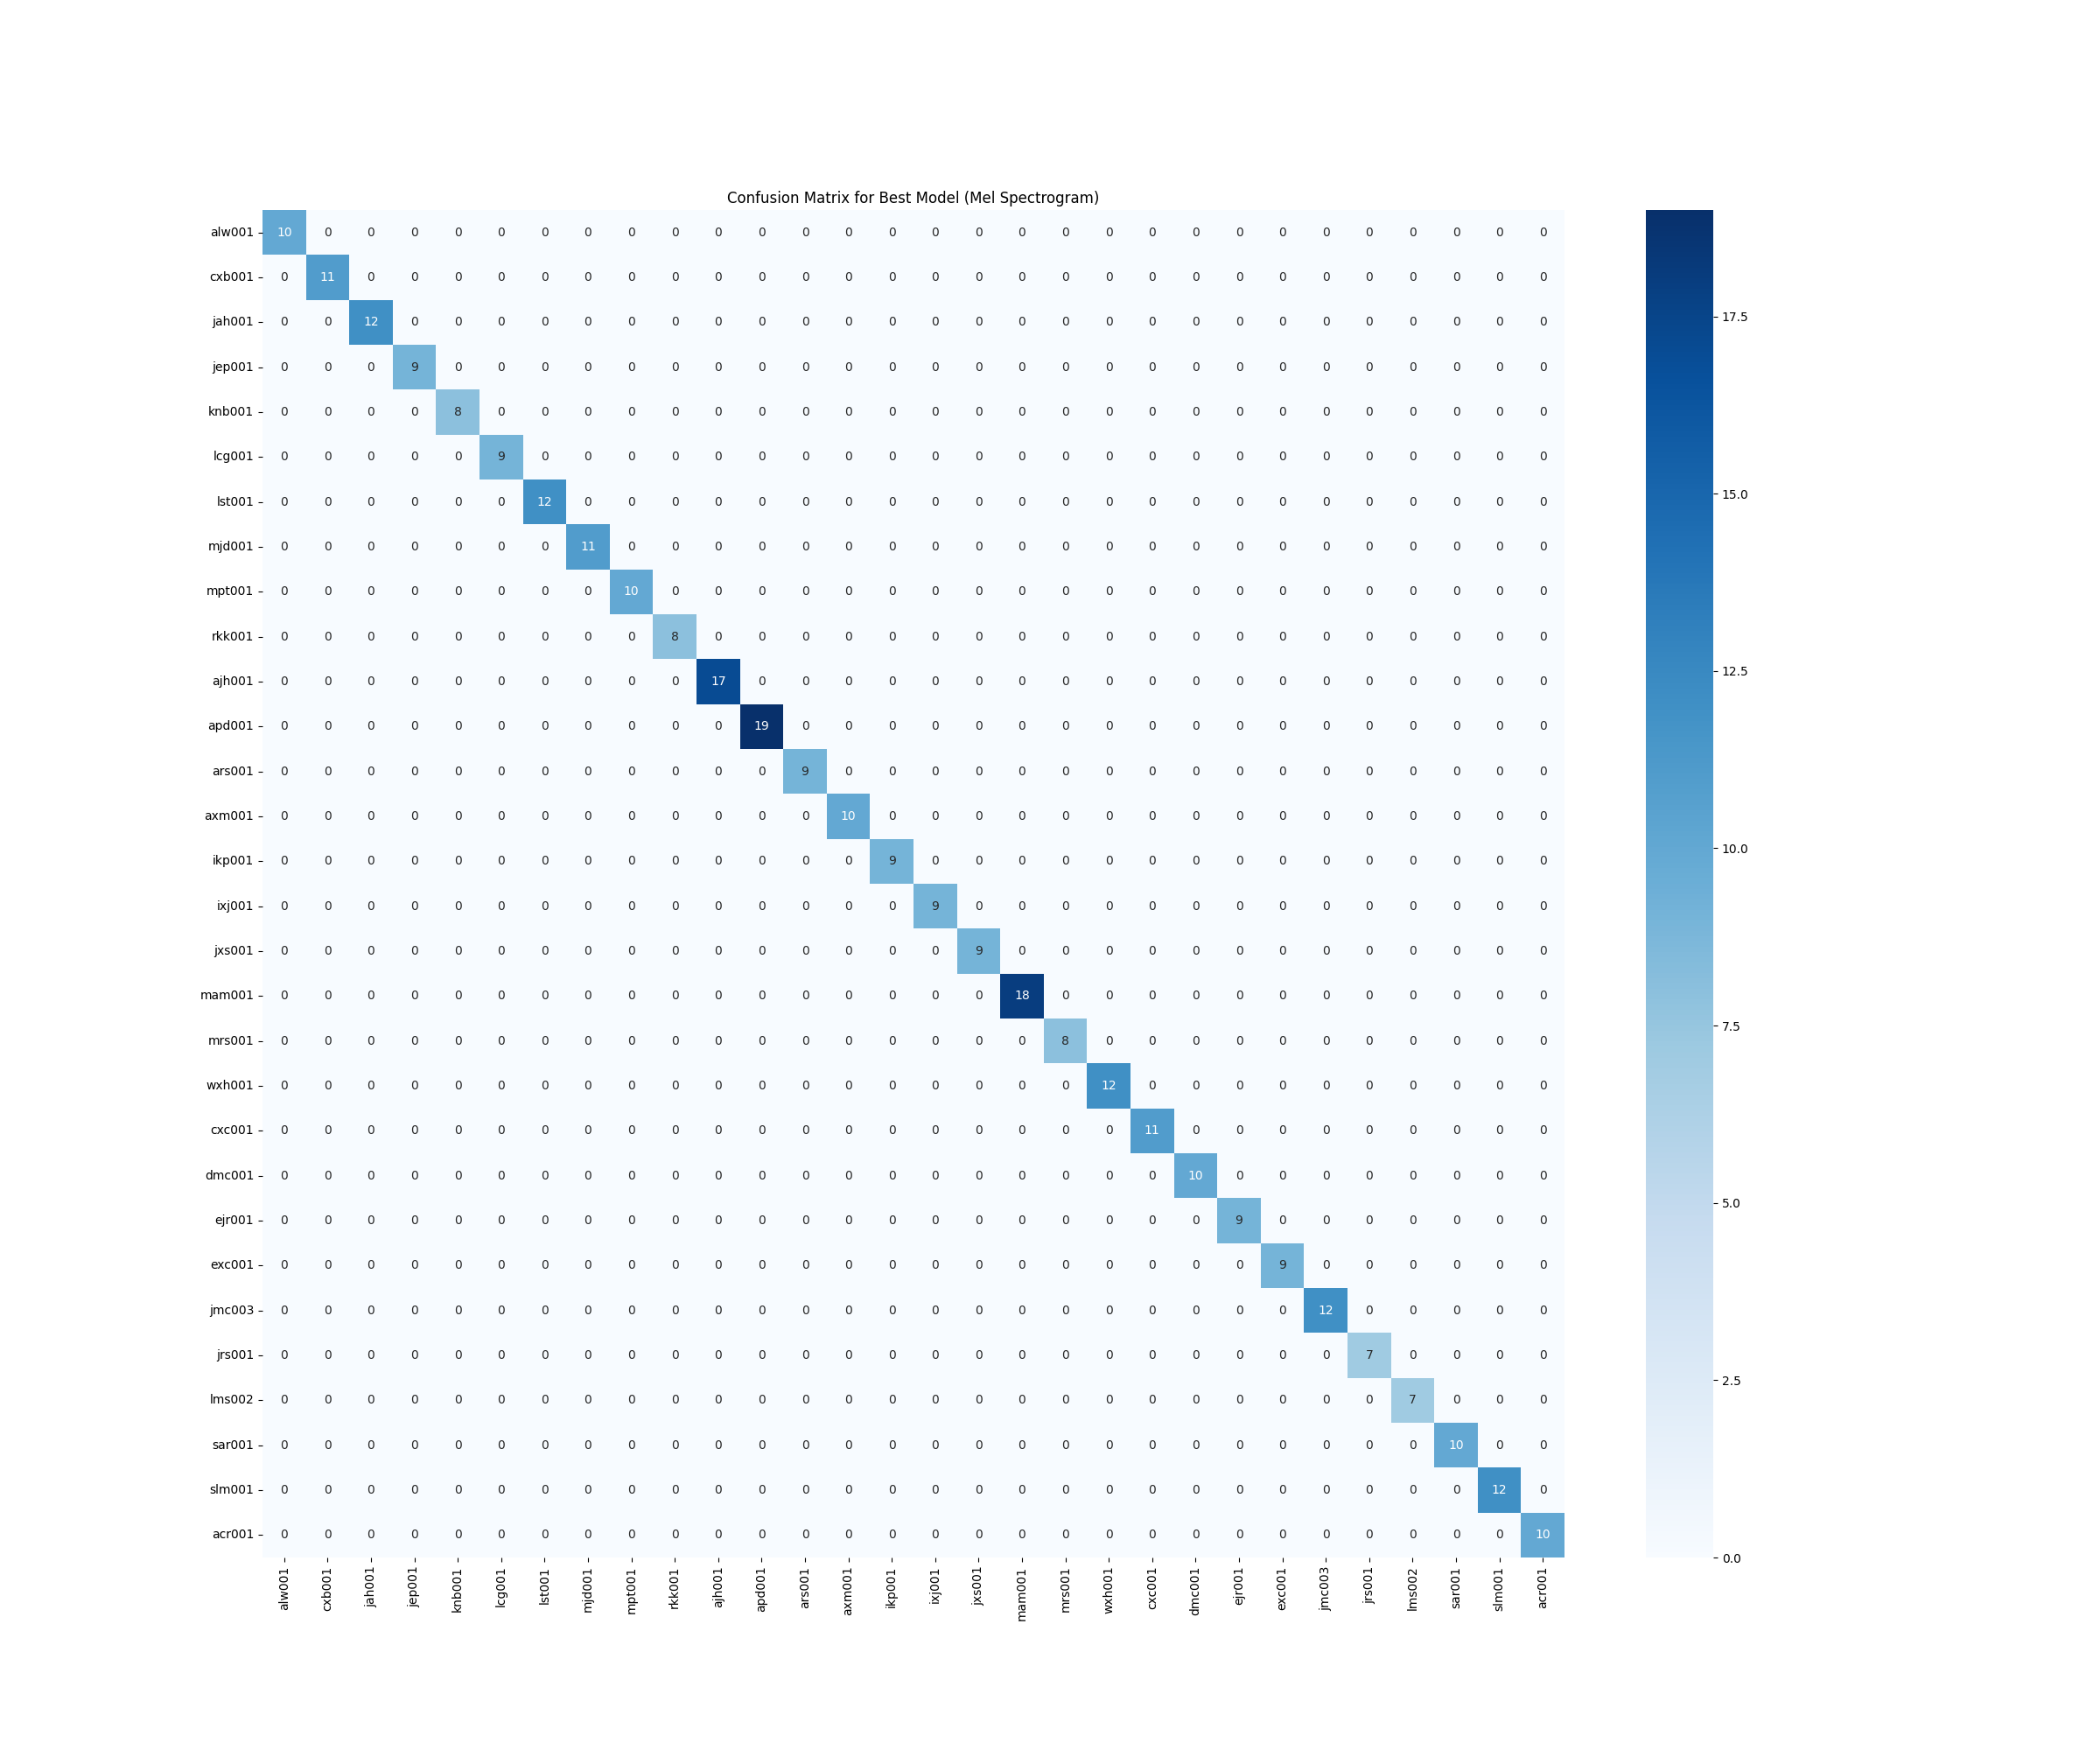 Confusion Matrix for Best Model (Mel Spectrogram)
alw001 10 0 0 0 0 0 0 0 0 0 0 0 0 0 0 0 0 0 0 0 0 0 0 0 0 0 0 0 0 0
cxb001 0 11 0 0 0 0 0 0 0 0 0 0 0 0 0 0 0 0 0 0 0 0 0 0 0 0 0 0 0 0
jah001 0 0 12 0 0 0 0 0 0 0 0 0 0 0 0 0 0 0 0 0 0 0 0 0 0 0 0 0 0 0
jep001 0 0 0 9 0 0 0 0 0 0 0 0 0 0 0 0 0 0 0 0 0 0 0 0 0 0 0 0 0 0
knb001 0 0 0 0 8 0 0 0 0 0 0 0 0 0 0 0 0 0 0 0 0 0 0 0 0 0 0 0 0 0
lcg001 0 0 0 0 0 9 0 0 0 0 0 0 0 0 0 0 0 0 0 0 0 0 0 0 0 0 0 0 0 0
lst001 0 0 0 0 0 0 12 0 0 0 0 0 0 0 0 0 0 0 0 0 0 0 0 0 0 0 0 0 0 0
mjd001 0 0 0 0 0 0 0 11 0 0 0 0 0 0 0 0 0 0 0 0 0 0 0 0 0 0 0 0 0 0
mpt001 0 0 0 0 0 0 0 0 10 0 0 0 0 0 0 0 0 0 0 0 0 0 0 0 0 0 0 0 0 0
rkk001 0 0 0 0 0 0 0 0 0 8 0 0 0 0 0 0 0 0 0 0 0 0 0 0 0 0 0 0 0 0
ajh001 0 0 0 0 0 0 0 0 0 0 17 0 0 0 0 0 0 0 0 0 0 0 0 0 0 0 0 0 0 0
apd001 0 0 0 0 0 0 0 0 0 0 0 19 0 0 0 0 0 0 0 0 0 0 0 0 0 0 0 0 0 0
ars001 0 0 0 0 0 0 0 0 0 0 0 0 9 0 0 0 0 0 0 0 0 0 0 0 0 0 0 0 0 0
axm001 0 0 0 0 0 0 0 0 0 0 0 0 0 10 0 0 0 0 0 0 0 0 0 0 0 0 0 0 0 0
ikp001 0 0 0 0 0 0 0 0 0 0 0 0 0 0 9 0 0 0 0 0 0 0 0 0 0 0 0 0 0 0
ixj001 0 0 0 0 0 0 0 0 0 0 0 0 0 0 0 9 0 0 0 0 0 0 0 0 0 0 0 0 0 0
jxs001 0 0 0 0 0 0 0 0 0 0 0 0 0 0 0 0 9 0 0 0 0 0 0 0 0 0 0 0 0 0
mam001 0 0 0 0 0 0 0 0 0 0 0 0 0 0 0 0 0 18 0 0 0 0 0 0 0 0 0 0 0 0
mrs001 0 0 0 0 0 0 0 0 0 0 0 0 0 0 0 0 0 0 8 0 0 0 0 0 0 0 0 0 0 0
wxh001 0 0 0 0 0 0 0 0 0 0 0 0 0 0 0 0 0 0 0 12 0 0 0 0 0 0 0 0 0 0
cxc001 0 0 0 0 0 0 0 0 0 0 0 0 0 0 0 0 0 0 0 0 11 0 0 0 0 0 0 0 0 0
dmc001 0 0 0 0 0 0 0 0 0 0 0 0 0 0 0 0 0 0 0 0 0 10 0 0 0 0 0 0 0 0
ejr001 0 0 0 0 0 0 0 0 0 0 0 0 0 0 0 0 0 0 0 0 0 0 9 0 0 0 0 0 0 0
exc001 0 0 0 0 0 0 0 0 0 0 0 0 0 0 0 0 0 0 0 0 0 0 0 9 0 0 0 0 0 0
jmc003 0 0 0 0 0 0 0 0 0 0 0 0 0 0 0 0 0 0 0 0 0 0 0 0 12 0 0 0 0 0
jrs001 0 0 0 0 0 0 0 0 0 0 0 0 0 0 0 0 0 0 0 0 0 0 0 0 0 7 0 0 0 0
lms002 0 0 0 0 0 0 0 0 0 0 0 0 0 0 0 0 0 0 0 0 0 0 0 0 0 0 7 0 0 0
sar001 0 0 0 0 0 0 0 0 0 0 0 0 0 0 0 0 0 0 0 0 0 0 0 0 0 0 0 10 0 0
slm001 0 0 0 0 0 0 0 0 0 0 0 0 0 0 0 0 0 0 0 0 0 0 0 0 0 0 0 0 12 0
acr001 0 0 0 0 0 0 0 0 0 0 0 0 0 0 0 0 0 0 0 0 0 0 0 0 0 0 0 0 0 10
alw001 cxb001 jah001 jep001 knb001 lcg001 lst001 mjd001 mpt001 rkk001 ajh001 apd001 ars001 axm001 ikp001 ixj001 jxs001 mam001 mrs001 wxh001 cxc001 dmc001 ejr001 exc001 jmc003 jrs001 lms002 sar001 slm001 acr001
17.5
15.0
12.5
10.0
7.5
5.0
2.5
0.0